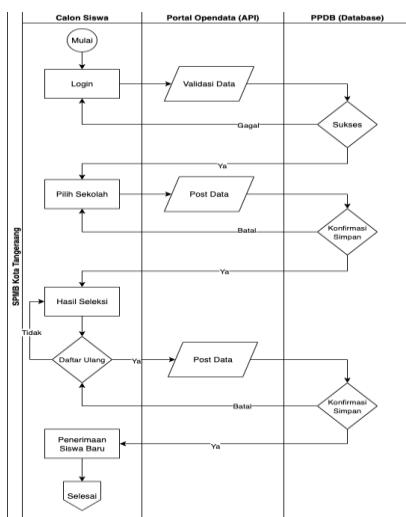 Calon Siswa
Portal Opendata (API)
PPDB (Database)
SPMB Kota Tangeraang
Mulai
Login
Validasi Data
Sukses
Gagal
Ya
Pilih Sekolah
Post Data
Konfirmasi
Simpan
Batal
Ya
Hasil Seleksi
Tidak
Daftar Ulang
Ya
Post Data
Konfirmasi
Simpan
Batal
Penerimaan
Siswa Baru
Ya
Selesai